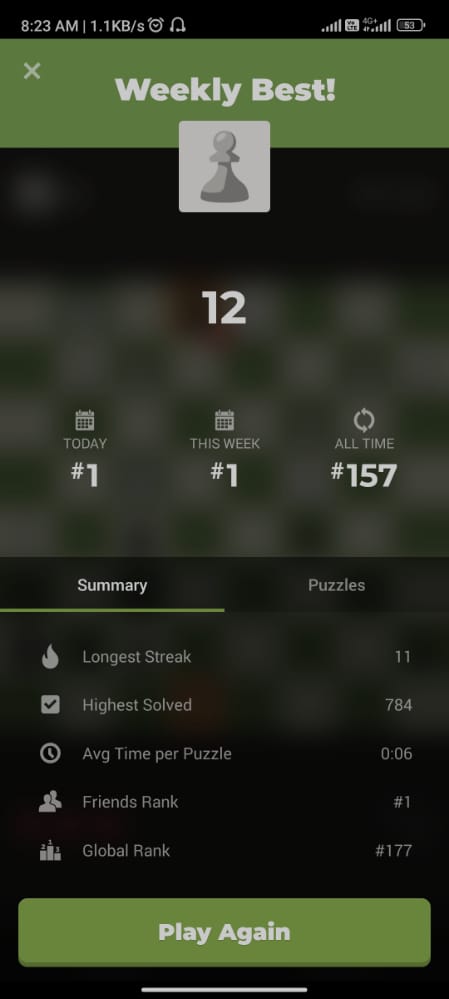 8:23 AM | 1.1KB/s
Vo LTE 4G+ 53
Weekly Best!
12
TODAY THIS WEEK ALL TIME
#1 #1 #157
Summary Puzzles
Longest Streak 11
Highest Solved 784
Avg Time per Puzzle 0:06
Friends Rank #1
Global Rank #177
Play Again